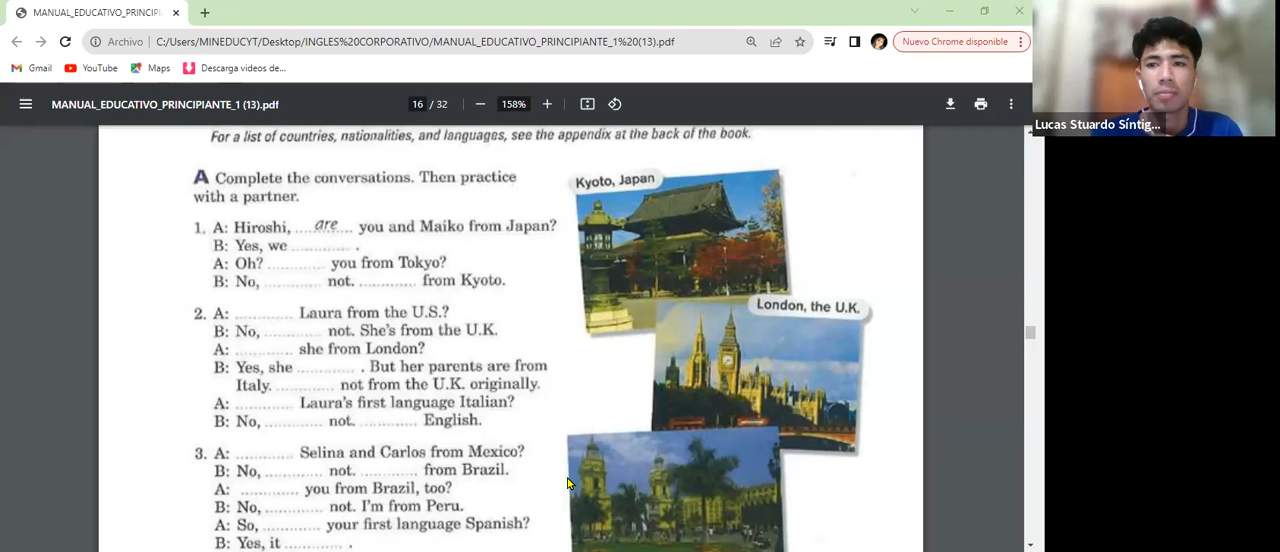 MANUAL_EDUCATIVO_PRINCIPI
Archivo
C:/Users/MINEDUCYT/Desktop/INGLES%20CORPORATIVO/MANUAL_EDUCATIVO_PRINCIPIANTE_1%20(13).pdf
Nuevo Chrome disponible
Gmail
YouTube
Maps
Descarga videos de...
MANUAL_EDUCATIVO_PRINCIPIANTE_1 (13).pdf
16 / 32
158%
Lucas Stuardo Síntig...
For a list of countries, nationalities, and languages, see the appendix at the back of the book.
A Complete the conversations. Then practice
with a partner.
1. A: Hiroshi, ....are.... you and Maiko from Japan?
B: Yes, we ............ .
A: Oh? ............ you from Tokyo?
B: No, ............ not. ............ from Kyoto.
2. A: ............ Laura from the U.S.?
B: No, ............ not. She's from the U.K.
A: ............ she from London?
B: Yes, she ............ . But her parents are from
Italy. ............ not from the U.K. originally.
A: ............ Laura's first language Italian?
B: No, ............ not. ............ English.
3. A: ............ Selina and Carlos from Mexico?
B: No, ............ not. ............ from Brazil.
A: ............ you from Brazil, too?
B: No, ............ not. I'm from Peru.
A: So, ............ your first language Spanish?
B: Yes, it ............ .
Kyoto, Japan
London, the U.K.